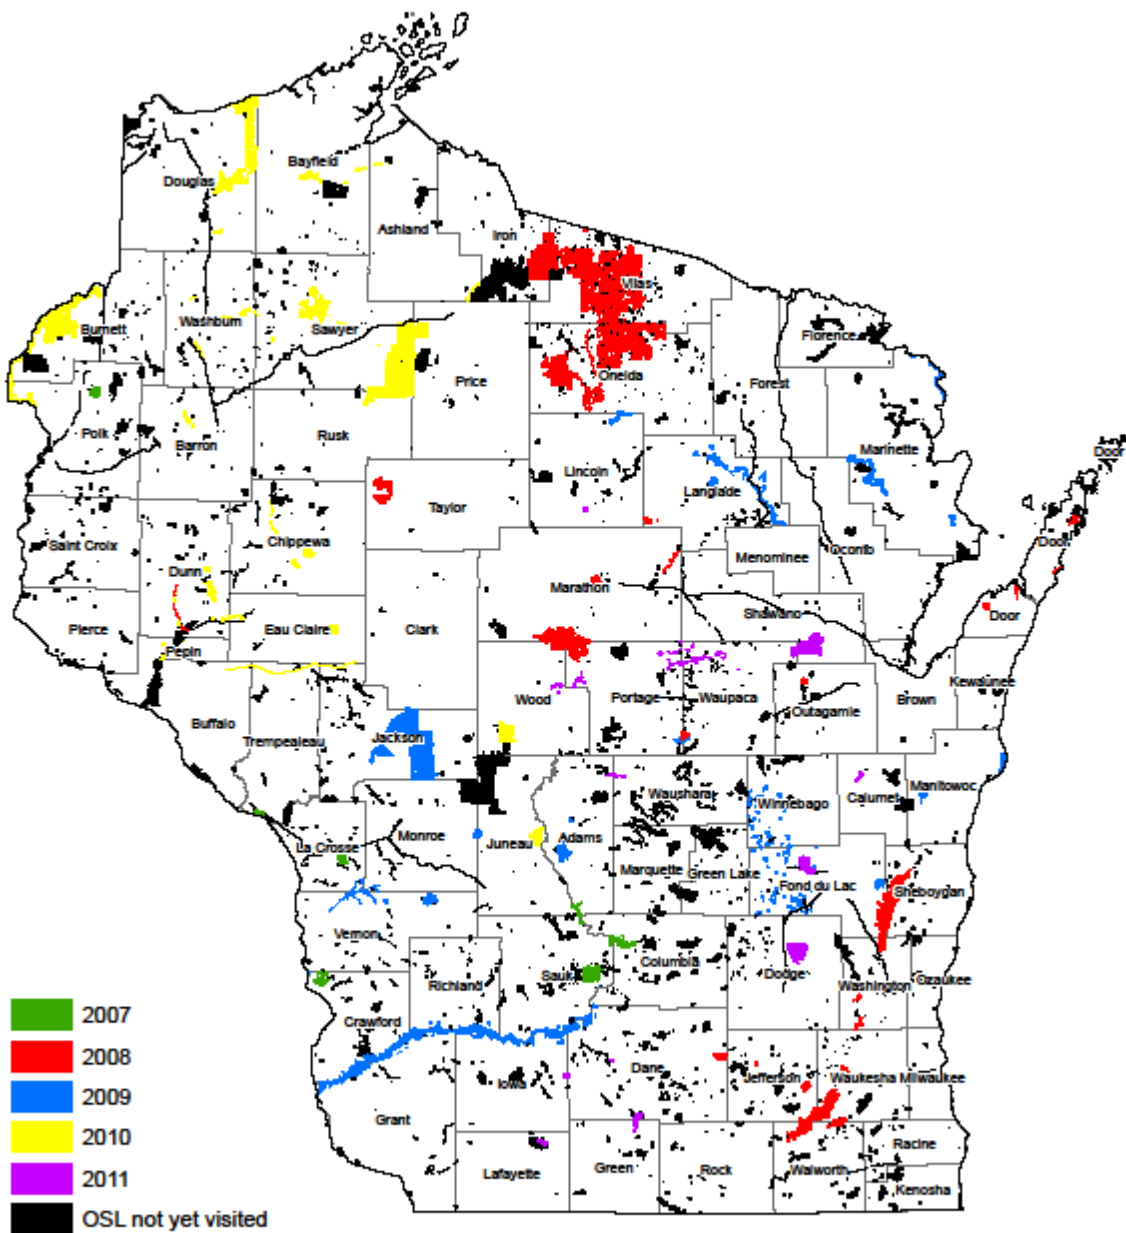 Bayfield
Douglas
Ashland
Iron
Vilas
Burnett
Washburn
Sawyer
Florence
Price
Oneida
Forest
Polk
Barron
Rusk
Marinette
Door
Lincoln
Langlade
Taylor
Saint Croix
Chippewa
Oconto
Door
Menominee
Dunn
Marathon
Pierce
Eau Claire
Clark
Shawano
Door
Pepin
Wood
Portage
Waupaca
Kewaunee
Brown
Buffalo
Outagamie
Trempealeau
Jackson
Waushara
Winnebago
Calumet
Manitowoc
Monroe
Juneau
Adams
La Crosse
Marquette
Green Lake
Fond du Lac
Sheboygan
Vernon
Columbia
Sauk
Dodge
Richland
Washington
Ozaukee
Crawford
Dane
Iowa
Jefferson
Waukesha
Milwaukee
Grant
Racine
Lafayette
Green
Rock
Walworth
Kenosha
2007
2008
2009
2010
2011
OSL not yet visited